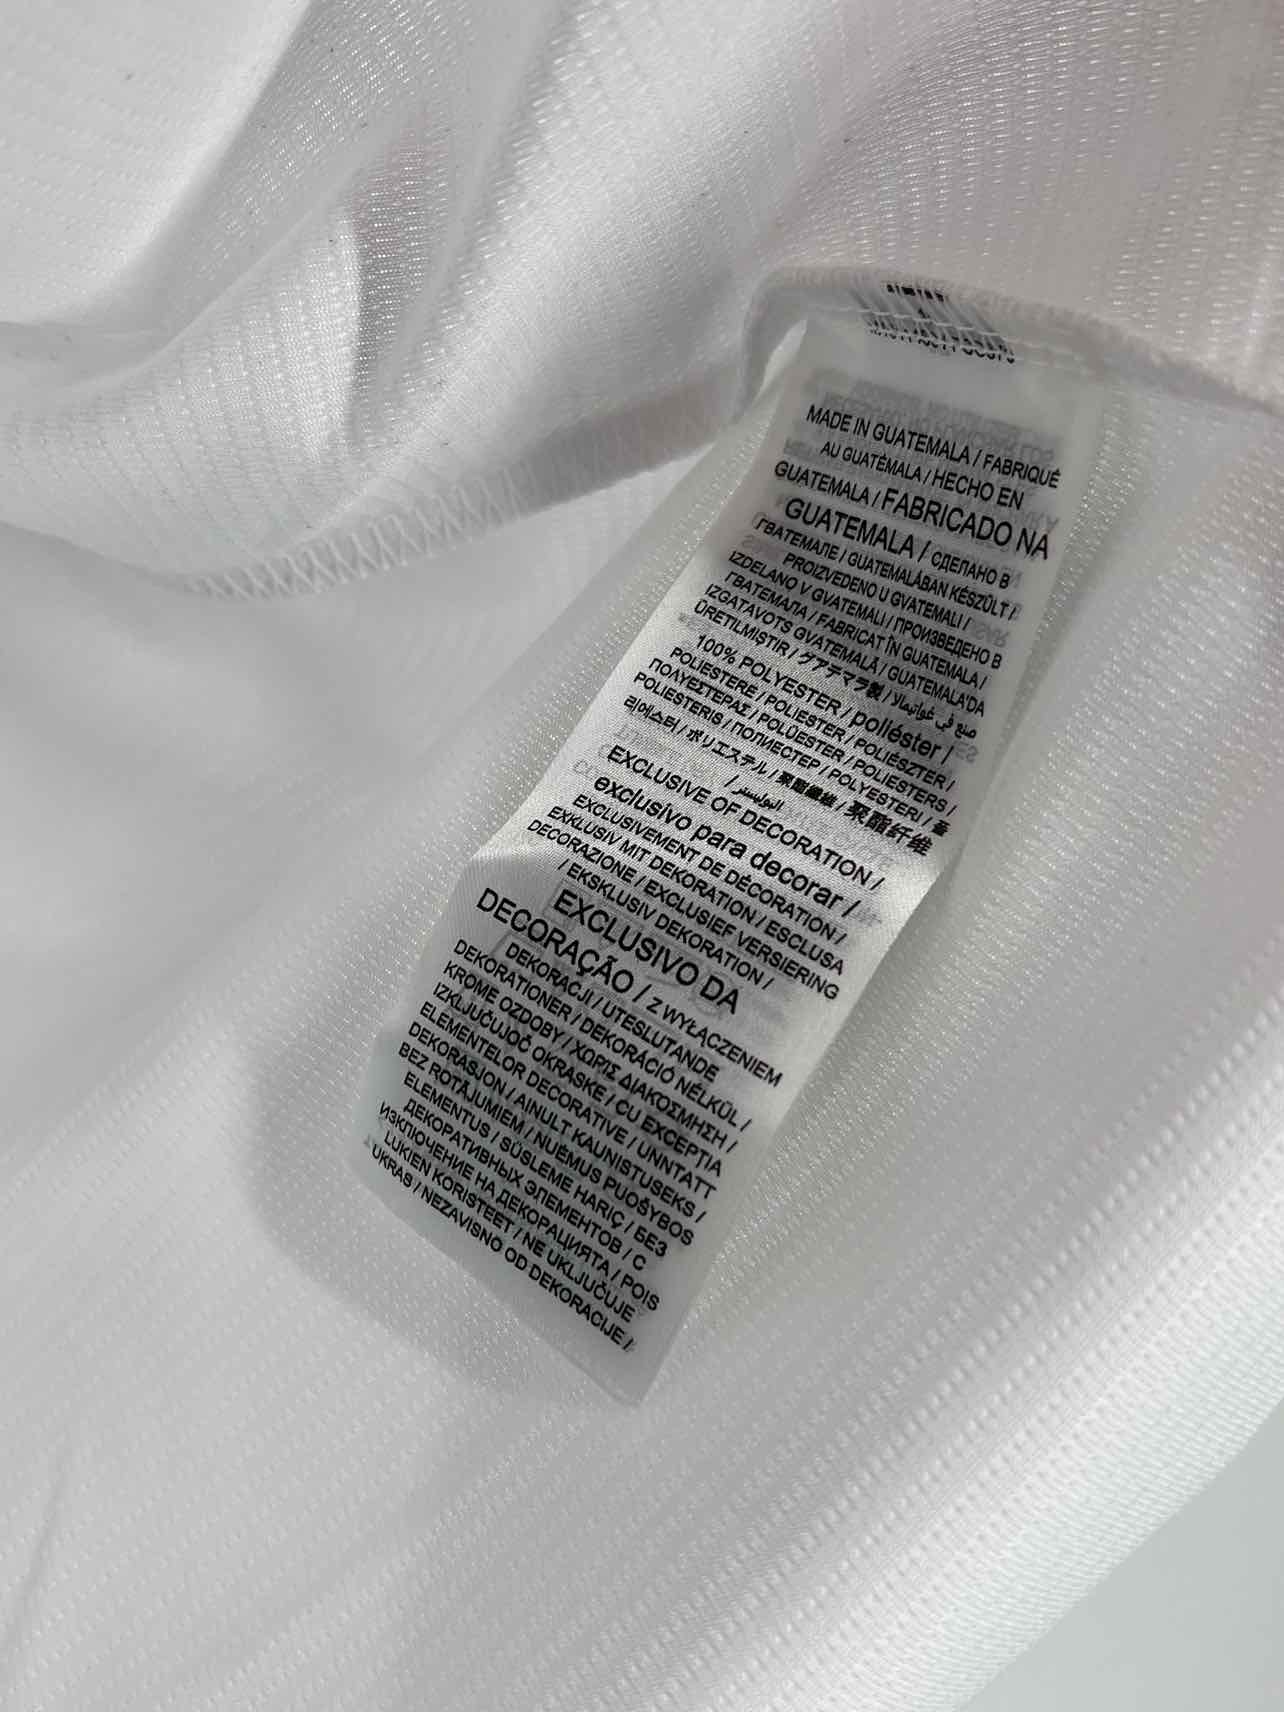 MADE IN GUATEMALA / FABRIQUÉ
AU GUATÉMALA / HECHO EN
GUATEMALA / FABRICADO NA
GUATEMALA / СДЕЛАНО В
ГВАТЕМАЛЕ / GUATEMALÁBAN KÉSZÜLT /
PROIZVEDENO U GVATEMALI /
IZDELANO V GVATEMALI / ПРОИЗВЕДЕНО В
ГВАТЕМАЛА / FABRICAT ÎN GUATEMALA /
IZGATAVOTS GVATEMALĀ / GUATEMALA'DA
ÜRETILMIŞTIR / グアテマラ製 / صنع في غواتيمالا
100% POLYESTER / poliéster /
POLIESTERE / POLIESTER / POLIÉSZTER /
ΠΟΛΥΕΣΤΕΡΑΣ / POLÜESTER / POLIESTERS /
POLIESTERIS / ПОЛИЕСТЕР / POLYESTERI / 폴
리에스터 / ポリエステル / 聚酯纖維 / 聚酯纤维
/ البوليستر
EXCLUSIVE OF DECORATION /
exclusivo para decorar /
EXCLUSIVEMENT DE DÉCORATION /
EXKLUSIV MIT DEKORATION / ESCLUSA
DECORAZIONE / EXCLUSIEF VERSIERING
/ EKSKLUSIV DEKORATION /
EXCLUSIVO DA
DECORAÇÃO / Z WYŁĄCZENIEM
DEKORACJI / UTESLUTANDE
DEKORATIONER / DEKORÁCIÓ NÉLKÜL /
KROME OZDOBY / ΧΩΡΙΣ ΔΙΑΚΟΣΜΗΣΗ /
IZKLJUČUJOČ OKRASKE / CU EXCEPTIA
ELEMENTELOR DECORATIVE / UNNTATT
DEKORASJON / AINULT KAUNISTUSEKS /
BEZ ROTĀJUMIEM / NUĖMUS PUOŠYBOS
ELEMENTUS / SÜSLEME HARIÇ / БЕЗ
ДЕКОРАТИВНЫХ ЭЛЕМЕНТОВ / С
ИЗКЛЮЧЕНИЕ НА ДЕКОРАЦИЯТА / POIS
LUKIEN KORISTEET / NE UKLJUČUJE
UKRAS / NEZAVISNO OD DEKORACIJE /